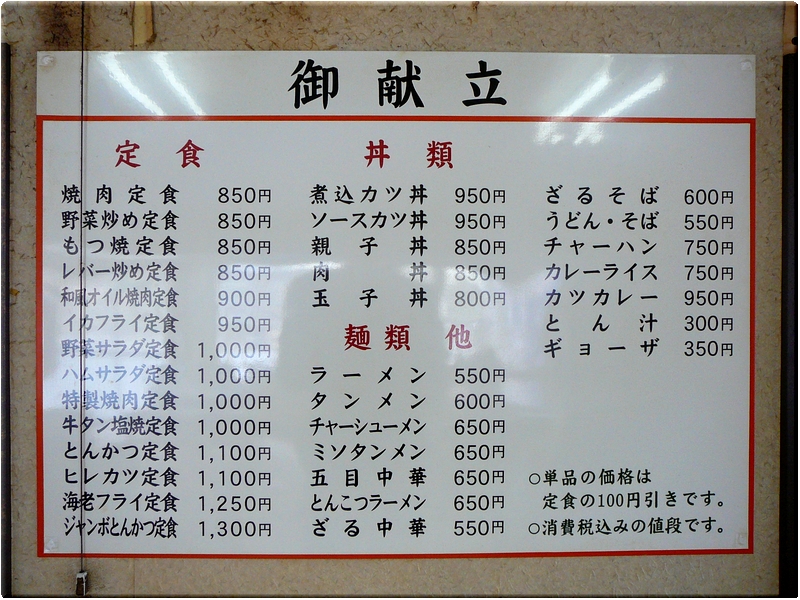 御献立
定食
焼肉定食 850円
野菜炒め定食 850円
もつ焼定食 850円
レバー炒め定食 850円
和風オイル焼肉定食 900円
イカフライ定食 950円
野菜サラダ定食 1,000円
ハムサラダ定食 1,000円
特製焼肉定食 1,000円
牛タン塩焼定食 1,000円
とんかつ定食 1,100円
ヒレカツ定食 1,100円
海老フライ定食 1,250円
ジャンボとんかつ定食 1,300円
丼類
煮込カツ丼 950円
ソースカツ丼 950円
親子丼 850円
肉丼 850円
玉子丼 800円
麺類 他
ラーメン 550円
タンメン 600円
チャーシューメン 650円
ミソタンメン 650円
五目中華 650円
とんこつラーメン 650円
ざる中華 550円
ざるそば 600円
うどん・そば 550円
チャーハン 750円
カレーライス 750円
カツカレー 950円
とん汁 300円
ギョーザ 350円
○単品の価格は
定食の100円引きです。
○消費税込みの値段です。